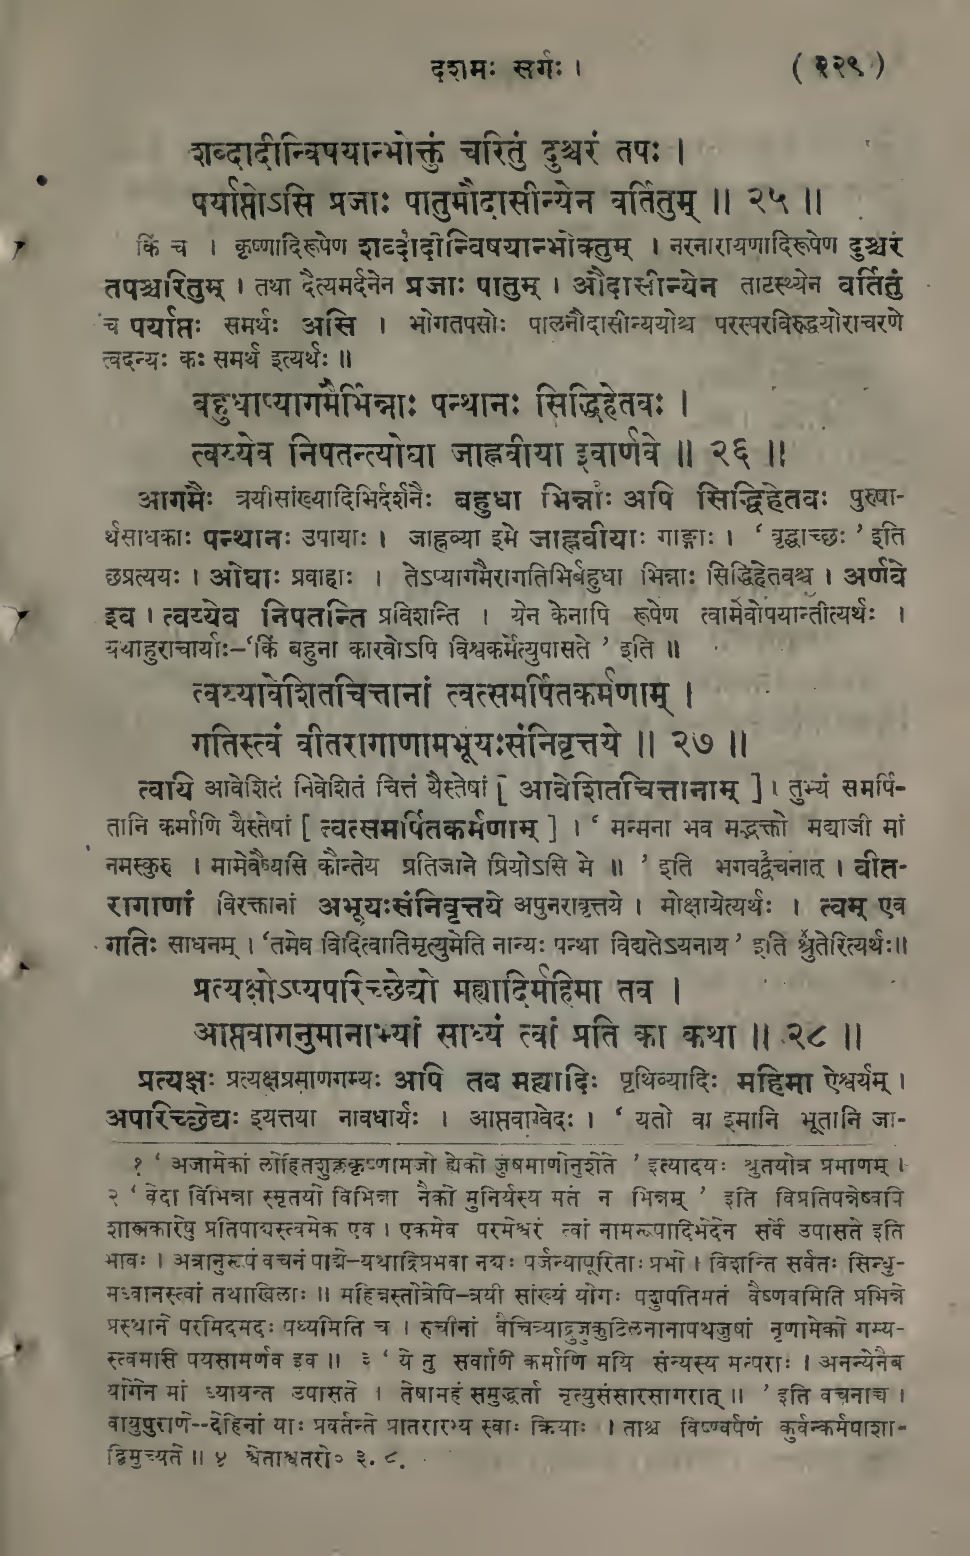 दशमः सर्गः ।
( २२९ )
शब्दादीन्विषयान्भोक्तुं चरितुं दुश्चरं तपः ।
पर्याप्तोऽसि प्रजाः पातुमौदासीन्येन वर्तितुम् ॥ २५ ॥
किं च । कृष्णादिरूपेण शब्दादीन्विषयान्भोक्तुम् । नरनारायणादिरूपेण दुश्चरं
तपश्चरितुम् । तथा दैत्यमर्दनेन प्रजाः पातुम् । औदासीन्येन ताटस्थ्येन वर्तितुं
च पर्याप्तः समर्थः असि । भोगतपसोः पालनौदासीन्ययोश्च परस्परविरुद्धयोराचरणे
त्वदन्यः कः समर्थ इत्यर्थः ॥
बहुधाप्यागमैर्भिन्नाः पन्थानः सिद्धिहेतवः ।
त्वय्येव निपतन्त्योघा जाह्नवीया इवार्णवे ॥ २६ ॥
आगमैः त्रयीसांख्यादिभिर्दर्शनैः बहुधा भिन्नाः अपि सिद्धिहेतवः पुरुषा-
र्थसाधकाः पन्थानः उपायाः । जाह्नव्या इमे जाह्नवीयाः गाङ्गाः । ‘ वृद्धाच्छः ’ इति
छप्रत्ययः । ओघाः प्रवाहाः । तेऽप्यागमैरागतिभिर्बहुधा भिन्नाः सिद्धिहेतवश्च । अर्णवे
इव । त्वय्येव निपतन्ति प्रविशन्ति । येन केनापि रूपेण त्वामेवोपयान्तीत्यर्थः ।
यथाहुराचार्याः–‘किं बहुना कारवोऽपि विश्वकर्मेत्युपासते ’ इति ॥
त्वय्यावेशितचित्तानां त्वत्समर्पितकर्मणाम् ।
गतिस्त्वं वीतरागाणामभूयःसंनिवृत्तये ॥ २७ ॥
त्वयि आवेशितं निवेशितं चित्तं यैस्तेषां [ आवेशितचित्तानाम् ] । तुभ्यं समर्पि-
तानि कर्माणि यैस्तेषां [ त्वत्समर्पितकर्मणाम् ] । ‘ मन्मना भव मद्भक्तो मद्याजी मां
नमस्कुरु । मामेवैष्यसि कौन्तेय प्रतिजाने प्रियोऽसि मे ॥ ’ इति भगवद्वचनात् । वीत-
रागाणां विरक्तानां अभूयःसंनिवृत्तये अपुनरावृत्तये । मोक्षायेत्यर्थः । त्वम् एव
गतिः साधनम् । ‘तमेव विदित्वातिमृत्युमेति नान्यः पन्था विद्यतेऽयनाय ’ इति श्रुतेरित्यर्थः॥
प्रत्यक्षोऽप्यपरिच्छेद्यो मह्यादिर्महिमा तव ।
आप्तवागनुमानाभ्यां साध्यं त्वां प्रति का कथा ॥ २८ ॥
प्रत्यक्षः प्रत्यक्षप्रमाणगम्यः अपि तव मह्यादिः पृथिव्यादिः महिमा ऐश्वर्यम् ।
अपरिच्छेद्यः इयत्तया नावधार्यः । आप्तवाग्वेदः । ‘ यतो वा इमानि भूतानि जा-
१ ‘ अजामेकां लोहितशुक्लकृष्णामजो ह्येको जुषमाणोनुशेते ’ इत्यादयः श्रुतयोत्र प्रमाणम् ।
२ ‘ वेदा विभिन्ना स्मृतयो विभिन्ना नैको मुनिर्यस्य मतं न भिन्नम् ’ इति विप्रतिपन्नेष्वपि
शास्त्रकारेषु प्रतिपाद्यस्त्वमेक एव । एकमेव परमेश्वरं त्वां नामरूपादिभेदेन सर्वे उपासते इति
भावः । अत्रानुरूपं वचनं पाद्मे–यथाद्रिप्रभवा नद्यः पर्जन्यापूरिताः प्रभो । विशन्ति सर्वतः सिन्धु-
मध्वानस्त्वां तथाखिलाः ॥ महिम्नस्तोत्रेपि–त्रयी सांख्यं योगः पशुपतिमतं वैष्णवमिति प्रभिन्ने
प्रस्थाने परमिदमदः पथ्यमिति च । रुचीनां वैचित्र्यादृजुकुटिलनानापथजुषां नृणामेको गम्य-
स्त्वमसि पयसामर्णव इव ॥ ३ ‘ ये तु सर्वाणि कर्माणि मयि संन्यस्य मत्पराः । अनन्येनैव
योगेन मां ध्यायन्त उपासते । तेषामहं समुद्धर्ता मृत्युसंसारसागरात् ॥ ’ इति वचनाच्च ।
वायुपुराणे--देहिनां याः प्रवर्तन्ते प्रातरारभ्य स्वाः क्रियाः । ताश्च विष्ण्वर्पणं कुर्वन्कर्मपाशा-
द्विमुच्यते ॥ ४ श्वेताश्वतरो० ३. ८.